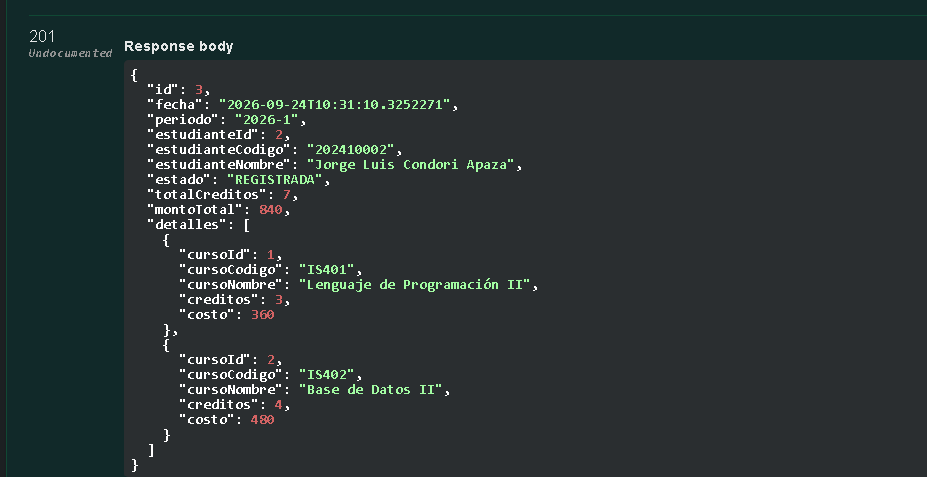 201
Undocumented
Response body
{
"id": 3,
"fecha": "2026-09-24T10:31:10.3252271",
"periodo": "2026-1",
"estudianteId": 2,
"estudianteCodigo": "202410002",
"estudianteNombre": "Jorge Luis Condori Apaza",
"estado": "REGISTRADA",
"totalCreditos": 7,
"montoTotal": 840,
"detalles": [
{
"cursoId": 1,
"cursoCodigo": "IS401",
"cursoNombre": "Lenguaje de Programación II",
"creditos": 3,
"costo": 360
},
{
"cursoId": 2,
"cursoCodigo": "IS402",
"cursoNombre": "Base de Datos II",
"creditos": 4,
"costo": 480
}
]
}